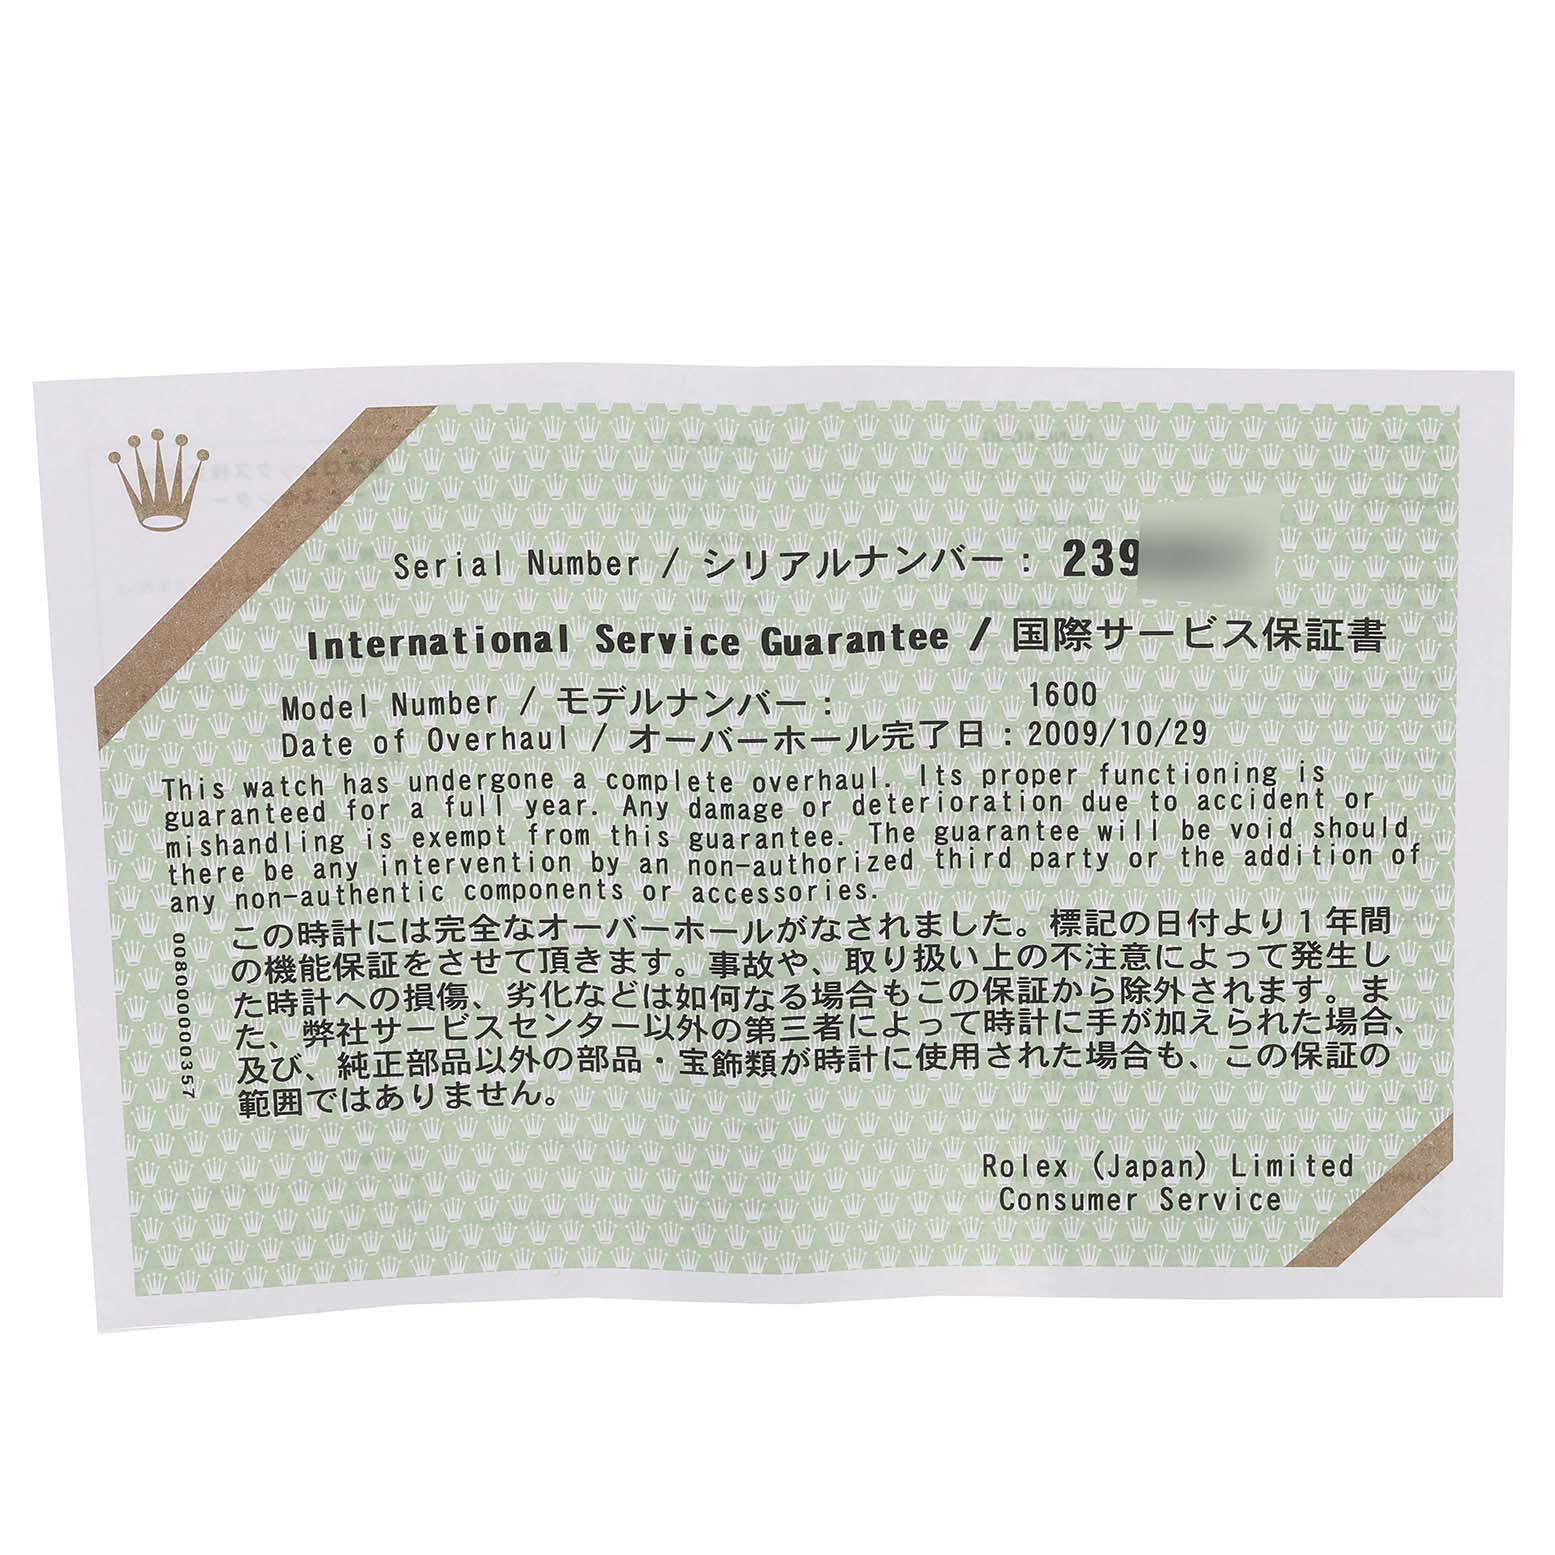 Serial Number / シリアルナンバー : 239
International Service Guarantee / 国際サービス保証書
Model Number / モデルナンバー : 1600
Date of Overhaul / オーバーホール完了日 : 2009/10/29
This watch has undergone a complete overhaul. Its proper functioning is
guaranteed for a full year. Any damage or deterioration due to accident or
mishandling is exempt from this guarantee. The guarantee will be void should
there be any intervention by an non-authorized third party or the addition of
any non-authentic components or accessories.
この時計には完全なオーバーホールがなされました。標記の日付より1年間
の機能保証をさせて頂きます。事故や、取り扱い上の不注意によって発生し
た時計への損傷、劣化などは如何なる場合もこの保証から除外されます。ま
た、弊社サービスセンター以外の第三者によって時計に手が加えられた場合、
及び、純正部品以外の部品・宝飾類が時計に使用された場合も、この保証の
範囲ではありません。
Rolex (Japan) Limited
Consumer Service